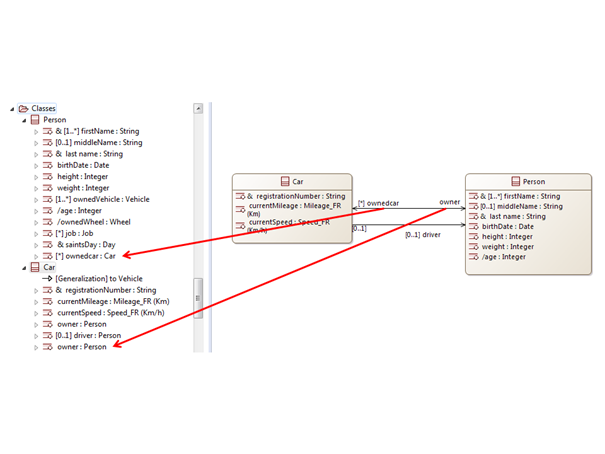 Classes
Person
& [1..*] firstName : String
[0..1] middleName : String
& last name : String
birthDate : Date
height : Integer
weight : Integer
[1..*] ownedVehicle : Vehicle
/age : Integer
/ownedWheel : Wheel
[*] job : Job
& saintsDay : Day
[*] ownedcar : Car
Car
[Generalization] to Vehicle
& registrationNumber : String
currentMileage : Mileage_FR (Km)
currentSpeed : Speed_FR (Km/h)
owner : Person
[0..1] driver : Person
owner : Person
Car
& registrationNumber : String
currentMileage : Mileage_FR
(Km)
currentSpeed : Speed_FR
(Km/h)
[*] ownedcar
owner
[0..1]
[0..1] driver
Person
& [1..*] firstName : String
[0..1] middleName : String
& last name : String
birthDate : Date
height : Integer
weight : Integer
/age : Integer